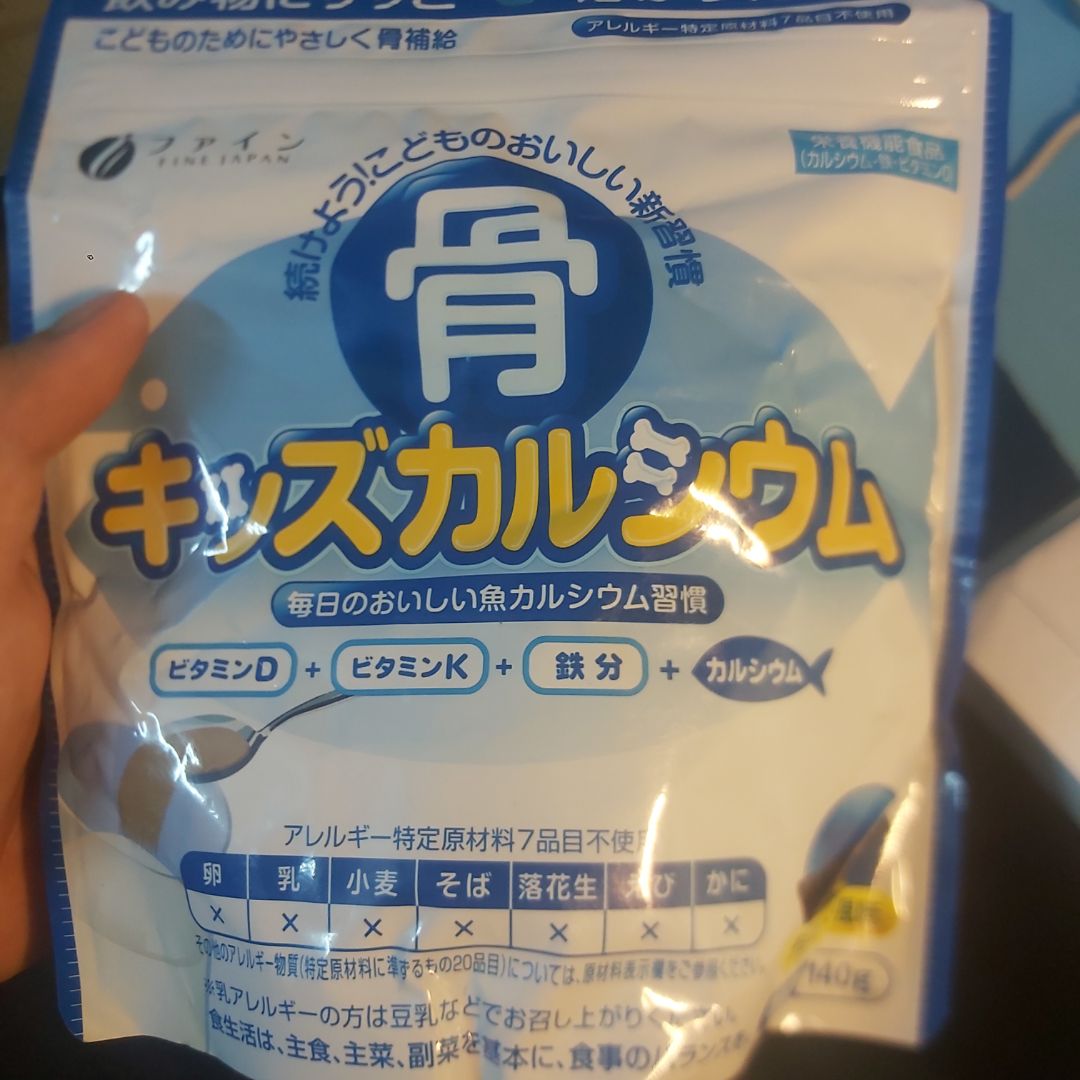 飲み物にサッと
アレルギー特定原材料7品目不使用
こどものためにやさしく骨補給
ファイン
FINE JAPAN
栄養機能食品
(カルシウム・鉄・ビタミンD)
続けよう!こどものおいしい新習慣
骨
キッズカルシウム
毎日のおいしい魚カルシウム習慣
ビタミンD + ビタミンK + 鉄分 + カルシウム
アレルギー特定原材料7品目不使用
卵 乳 小麦 そば 落花生 えび かに
× × × × × × ×
その他のアレルギー物質(特定原材料に準ずるもの20品目)については、原材料表示欄をご参照ください。
140g
※乳アレルギーの方は豆乳などでお召し上がりください。
食生活は、主食、主菜、副菜を基本に、食事のバランスを